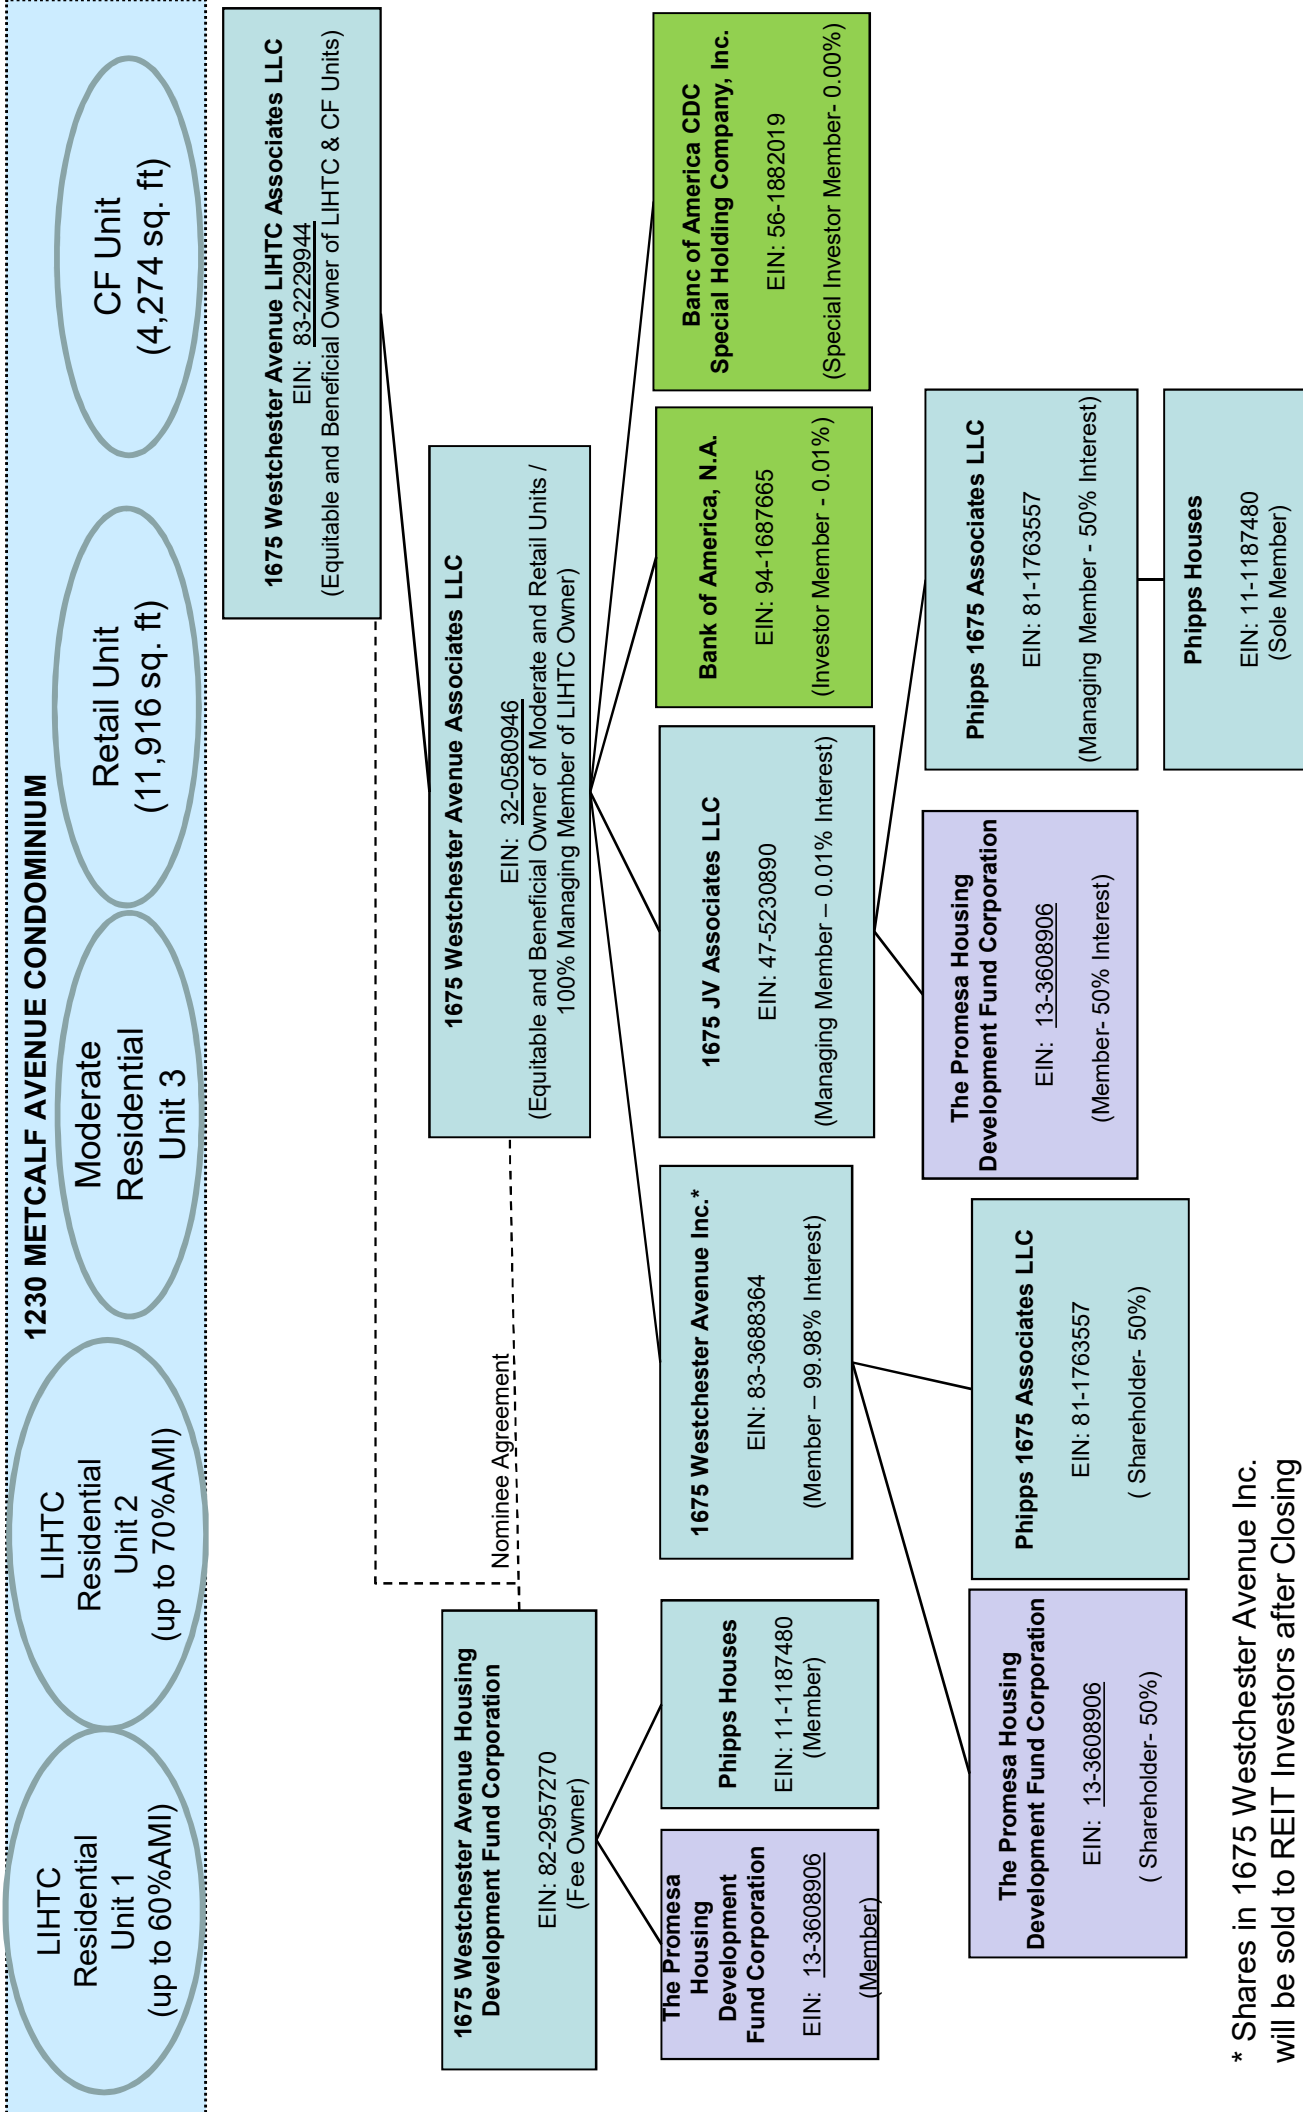 1230 METCALF AVENUE CONDOMINIUM
LIHTC
Residential
Unit 1
(up to 60%AMI)
LIHTC
Residential
Unit 2
(up to 70%AMI)
Moderate
Residential
Unit 3
Retail Unit
(11,916 sq. ft)
CF Unit
(4,274 sq. ft)
1675 Westchester Avenue LIHTC Associates LLC
EIN: 83-2229944
(Equitable and Beneficial Owner of LIHTC & CF Units)
1675 Westchester Avenue Housing
Development Fund Corporation
EIN: 82-2957270
(Fee Owner)
Nominee Agreement
1675 Westchester Avenue Associates LLC
EIN: 32-0580946
(Equitable and Beneficial Owner of Moderate and Retail Units /
100% Managing Member of LIHTC Owner)
The Promesa
Housing
Development
Fund Corporation
EIN: 13-3608906
(Member)
Phipps Houses
EIN: 11-1187480
(Member)
1675 Westchester Avenue Inc.*
EIN: 83-3688364
(Member – 99.98% Interest)
1675 JV Associates LLC
EIN: 47-5230890
(Managing Member – 0.01% Interest)
Bank of America, N.A.
EIN: 94-1687665
(Investor Member - 0.01%)
Banc of America CDC
Special Holding Company, Inc.
EIN: 56-1882019
(Special Investor Member- 0.00%)
The Promesa Housing
Development Fund Corporation
EIN: 13-3608906
( Shareholder- 50%)
Phipps 1675 Associates LLC
EIN: 81-1763557
( Shareholder- 50%)
The Promesa Housing
Development Fund Corporation
EIN: 13-3608906
(Member- 50% Interest)
Phipps 1675 Associates LLC
EIN: 81-1763557
(Managing Member - 50% Interest)
Phipps Houses
EIN: 11-1187480
(Sole Member)
* Shares in 1675 Westchester Avenue Inc.
will be sold to REIT Investors after Closing